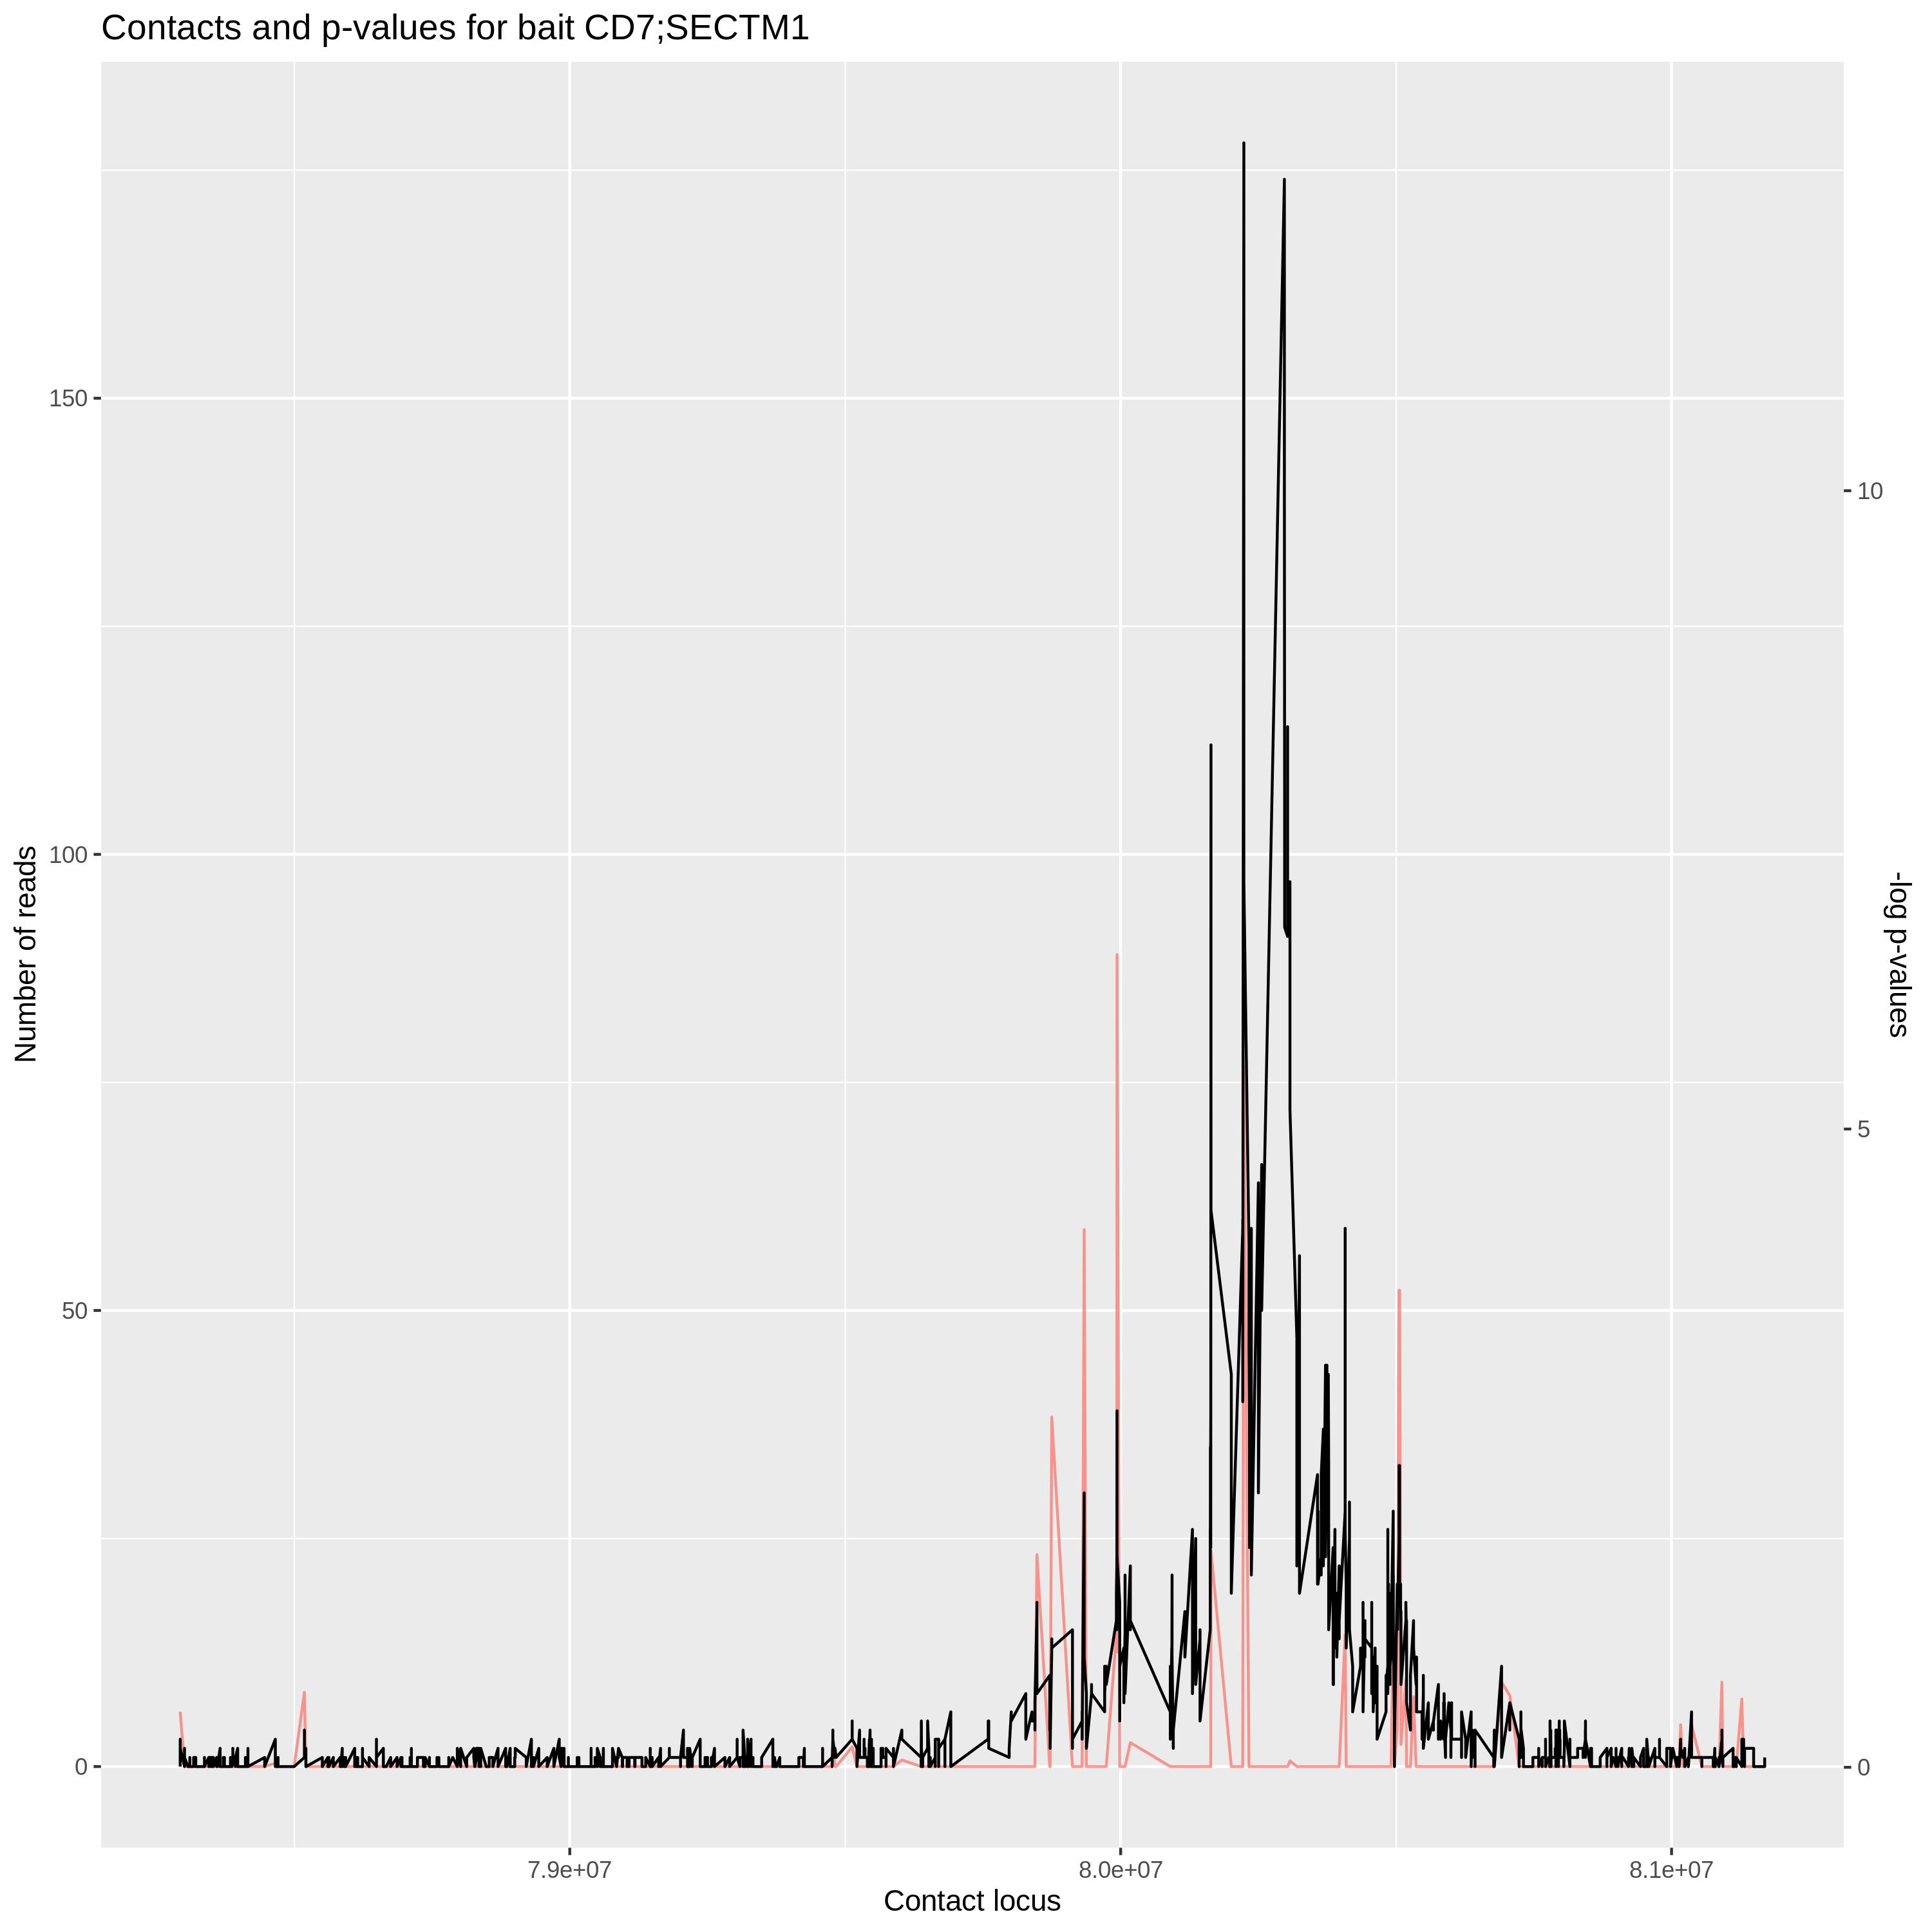 Contacts and p-values for bait CD7;SECTM1
150
100
50
0
Number of reads
10
5
0
-log p-values
7.9e+07
8.0e+07
8.1e+07
Contact locus